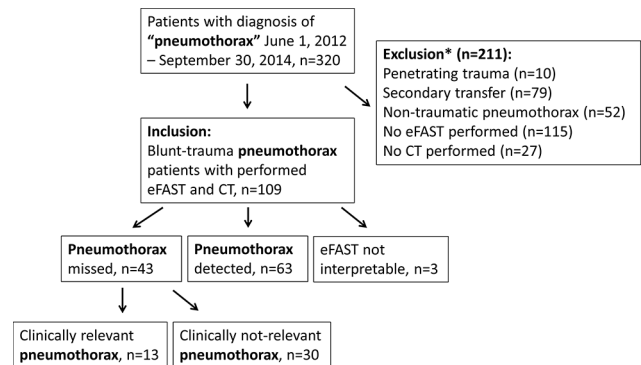 Patients with diagnosis of
“pneumothorax” June 1, 2012
– September 30, 2014, n=320
Exclusion* (n=211):
Penetrating trauma (n=10)
Secondary transfer (n=79)
Non-traumatic pneumothorax (n=52)
No eFAST performed (n=115)
No CT performed (n=27)
Inclusion:
Blunt-trauma pneumothorax
patients with performed
eFAST and CT, n=109
Pneumothorax
missed, n=43
Pneumothorax
detected, n=63
eFAST not
interpretable, n=3
Clinically relevant
pneumothorax, n=13
Clinically not-relevant
pneumothorax, n=30